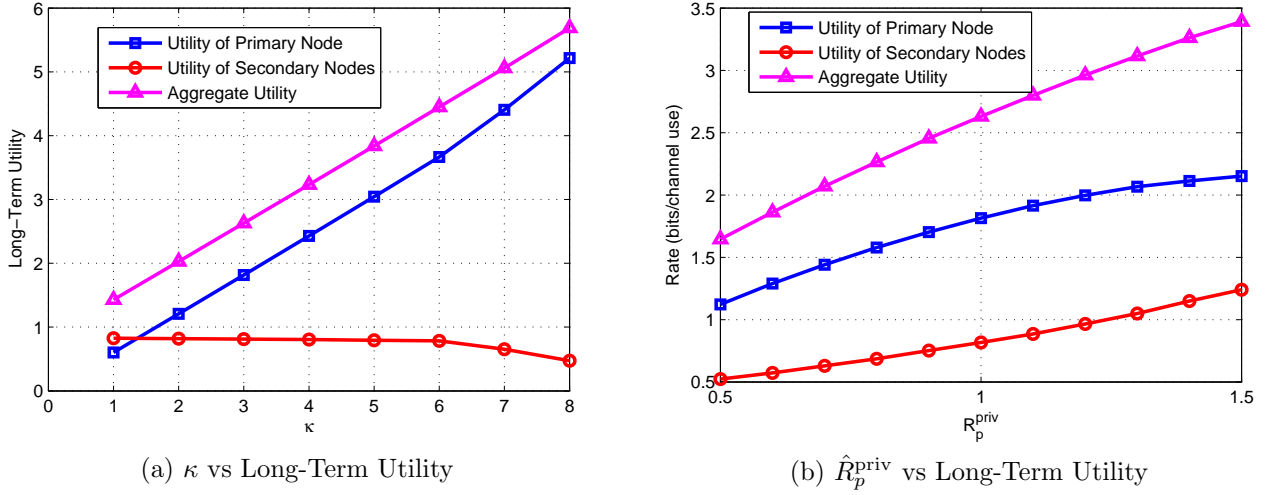 6
5
4
3
2
1
0
0 1 2 3 4 5 6 7 8
Long−Term Utility
κ
Utility of Primary Node
Utility of Secondary Nodes
Aggregate Utility
(a) κ vs Long-Term Utility
3.5
3
2.5
2
1.5
1
0.5
0.5 1 1.5
Rate (bits/channel use)
R_p^priv
Utility of Primary Node
Utility of Secondary Nodes
Aggregate Utility
(b) R̂_p^priv vs Long-Term Utility